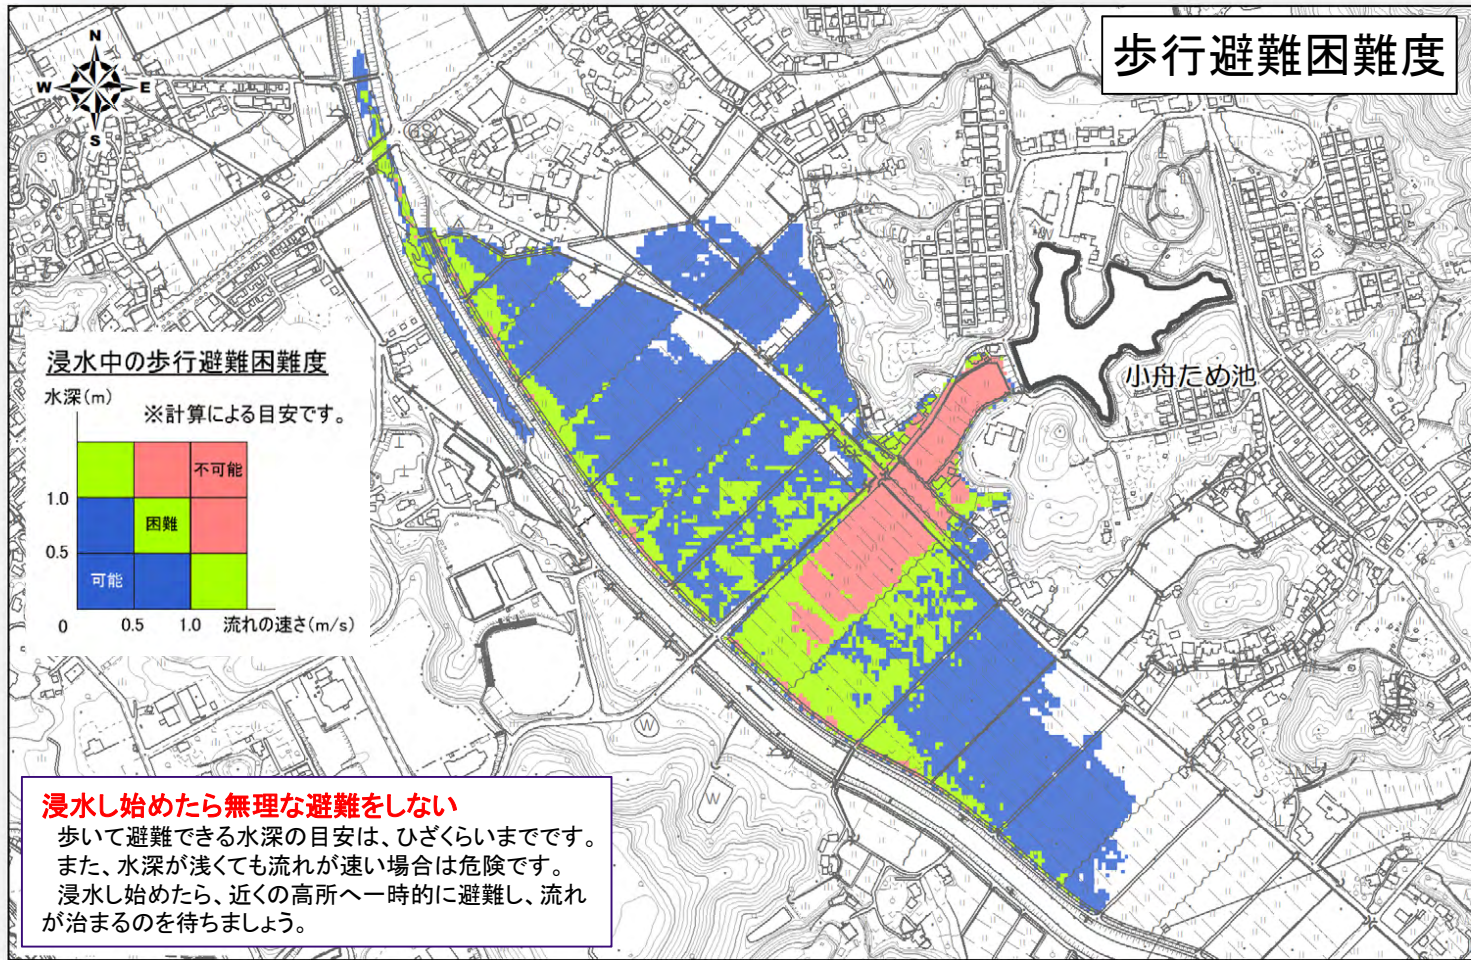 歩行避難困難度
N
W
E
S
GS
W
小舟ため池
浸水中の歩行避難困難度
水深(m)
※計算による目安です。
不可能
1.0
困難
0.5
可能
0
0.5
1.0
流れの速さ(m/s)
W
W
浸水し始めたら無理な避難をしない
歩いて避難できる水深の目安は、ひざくらいまでです。
また、水深が浅くても流れが速い場合は危険です。
浸水し始めたら、近くの高所へ一時的に避難し、流れ
が治まるのを待ちましょう。